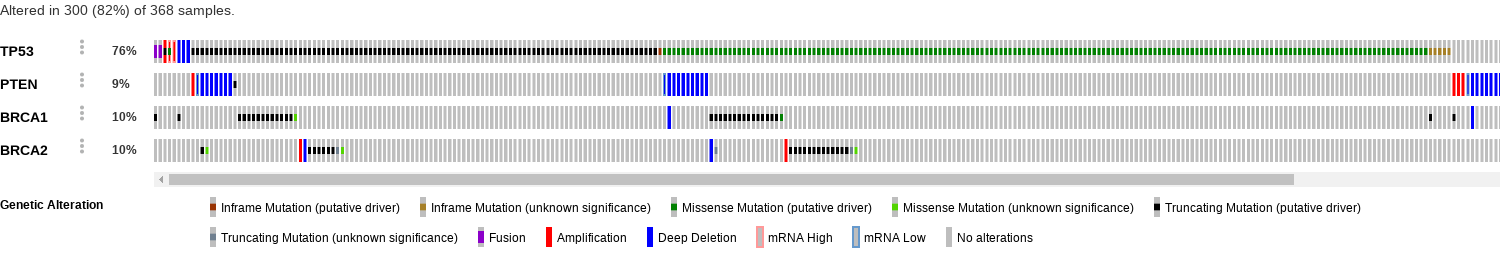 Altered in 300 (82%) of 368 samples.
TP53 76%
PTEN 9%
BRCA1 10%
BRCA2 10%
Genetic Alteration Inframe Mutation (putative driver) Inframe Mutation (unknown significance) Missense Mutation (putative driver) Missense Mutation (unknown significance) Truncating Mutation (putative driver)
Truncating Mutation (unknown significance) Fusion Amplification Deep Deletion mRNA High mRNA Low No alterations